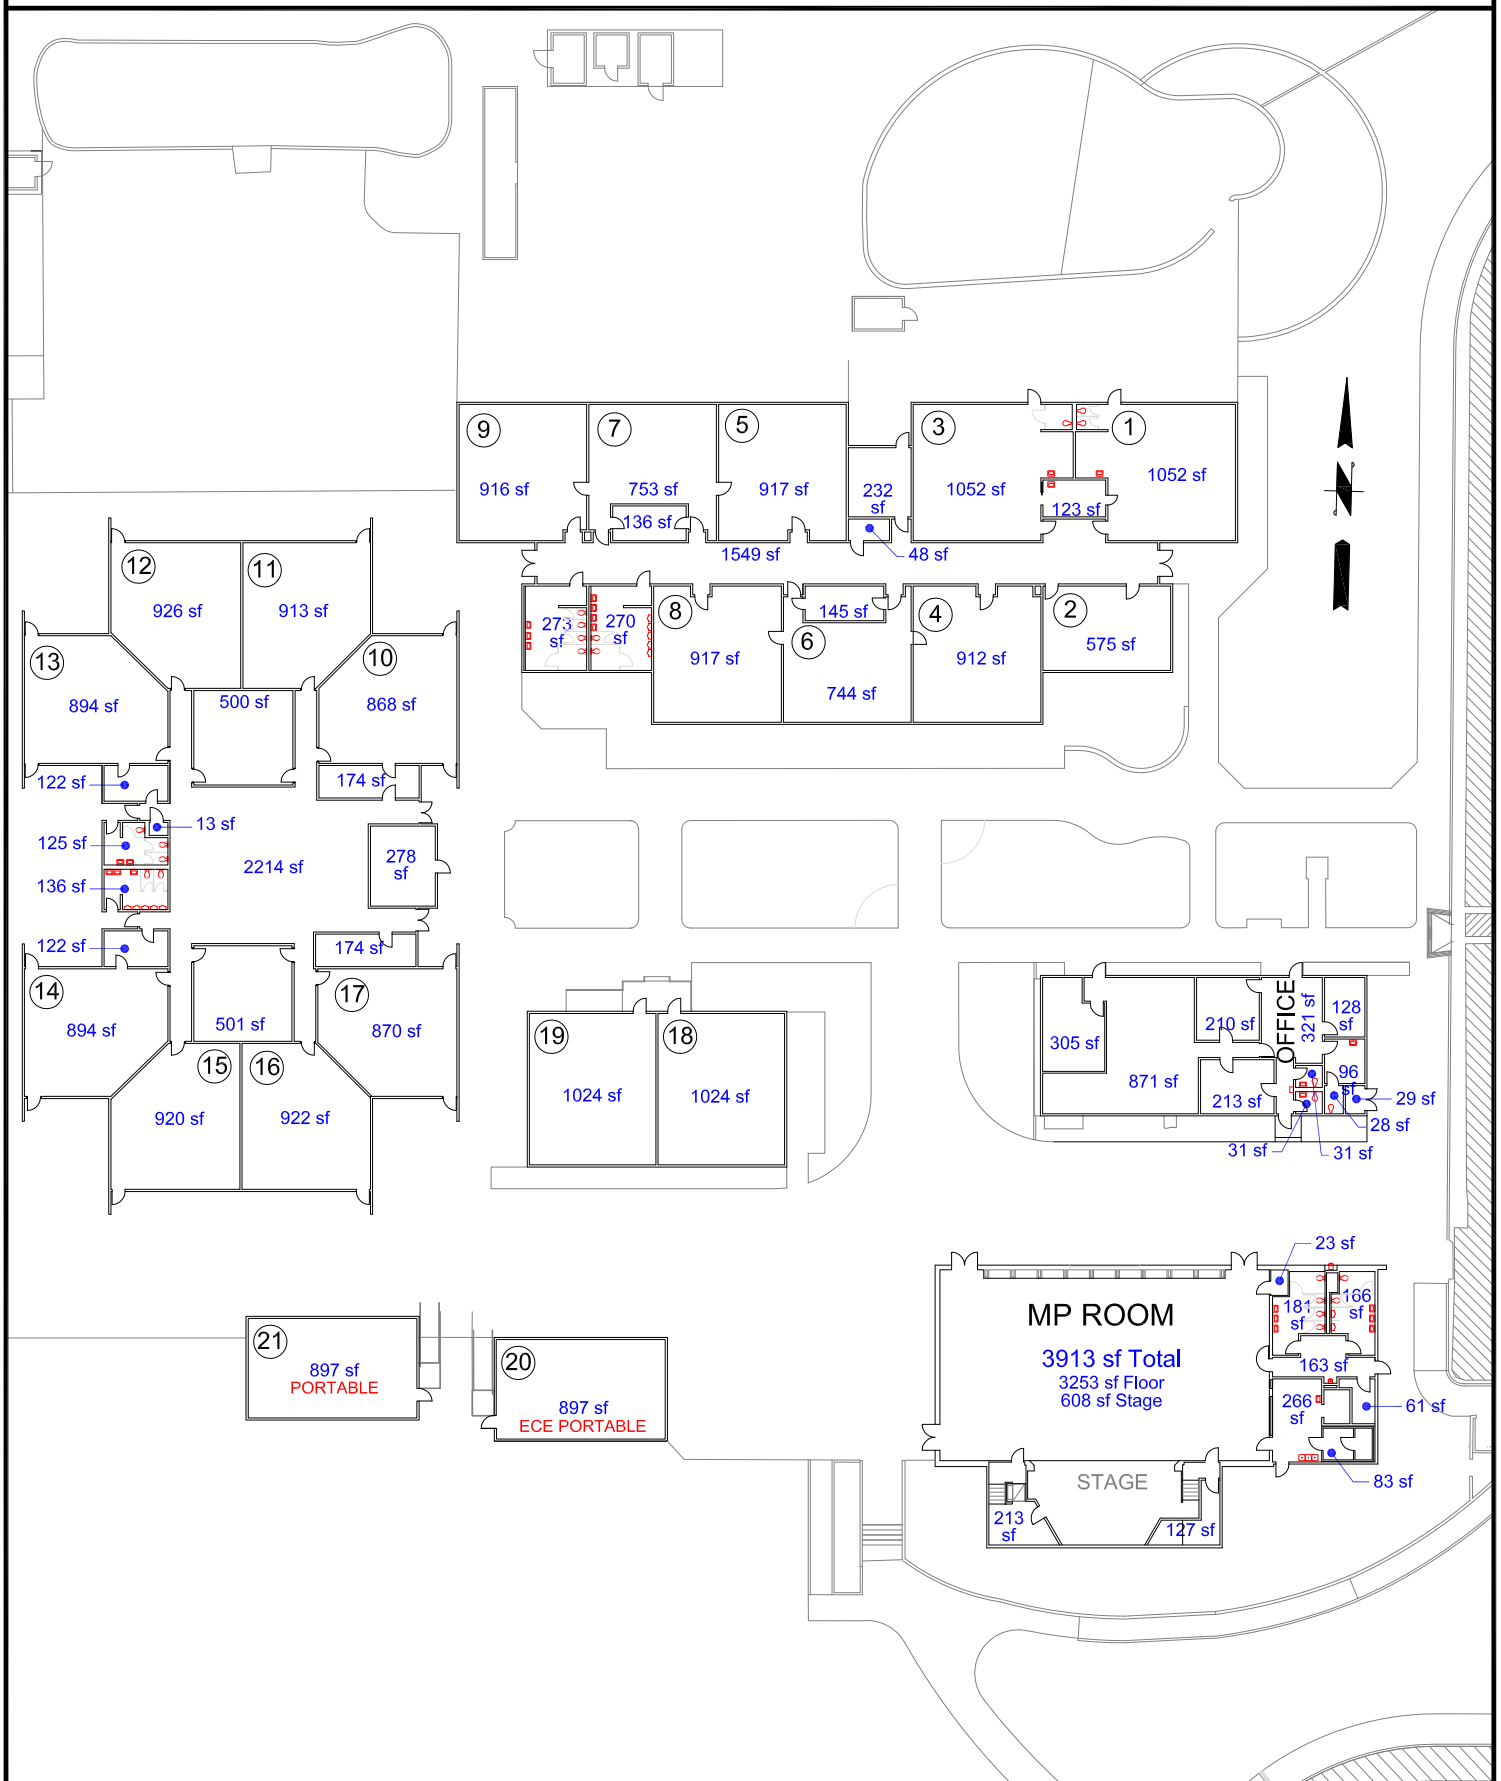 9
7
5
3
1
916 sf
753 sf
917 sf
232
sf
1052 sf
1052 sf
136 sf
123 sf
1549 sf
48 sf
12
11
926 sf
913 sf
273
sf
270
sf
8
145 sf
4
2
6
917 sf
912 sf
575 sf
744 sf
13
10
894 sf
500 sf
868 sf
122 sf
174 sf
13 sf
125 sf
2214 sf
278
sf
136 sf
122 sf
174 sf
14
17
894 sf
501 sf
870 sf
15
16
920 sf
922 sf
19
18
1024 sf
1024 sf
OFFICE
321 sf
128
sf
210 sf
305 sf
96
sf
871 sf
213 sf
29 sf
28 sf
31 sf
31 sf
23 sf
MP ROOM
181
sf
166
sf
3913 sf Total
3253 sf Floor
608 sf Stage
163 sf
266
sf
61 sf
83 sf
STAGE
213
sf
127 sf
21
897 sf
PORTABLE
20
897 sf
ECE PORTABLE
N